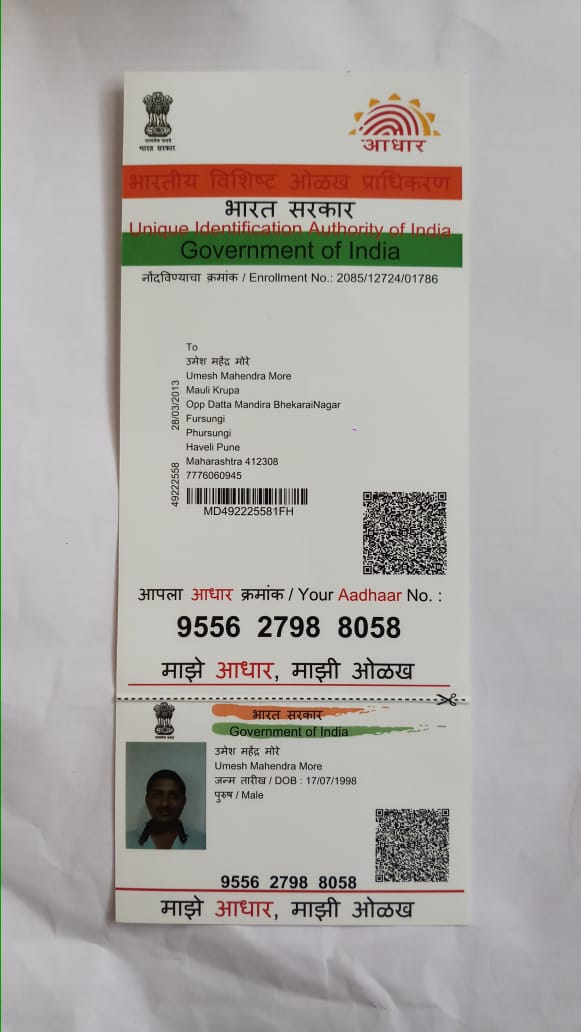 सत्यमेव जयते
भारत सरकार
आधार
भारतीय विशिष्ट ओळख प्राधिकरण
भारत सरकार
Unique Identification Authority of India
Government of India
नोंदविण्याचा क्रमांक / Enrollment No.: 2085/12724/01786
To
उमेश महेंद्र मोरे
Umesh Mahendra More
Mauli Krupa
Opp Datta Mandira BhekaraiNagar
Fursungi
Phursungi
Haveli Pune
Maharashtra 412308
7776060945
28/03/2013
49222558
MD492225581FH
आपला आधार क्रमांक / Your Aadhaar No. :
9556 2798 8058
माझे आधार, माझी ओळख
भारत सरकार
Government of India
उमेश महेंद्र मोरे
Umesh Mahendra More
जन्म तारीख / DOB : 17/07/1998
पुरुष / Male
9556 2798 8058
माझे आधार, माझी ओळख